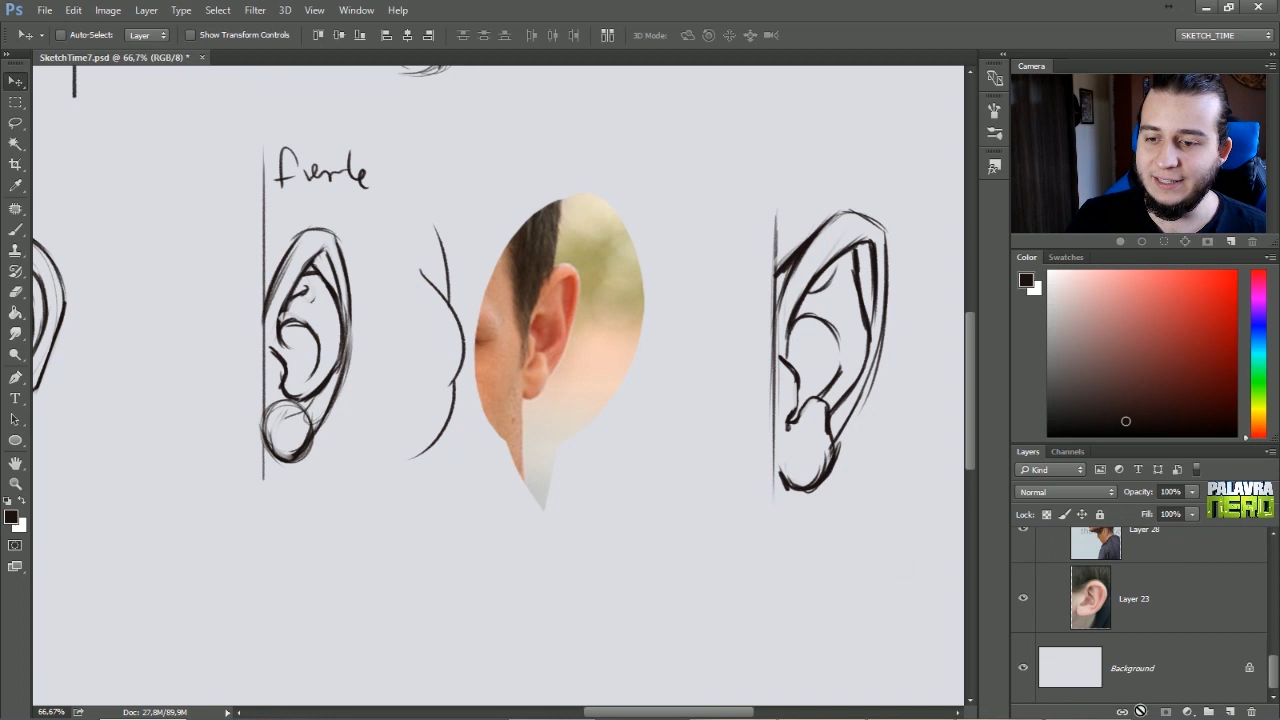 Ps File Edit Image Layer Type Select Filter 3D View Window Help
Auto-Select: Layer Show Transform Controls 3D Mode: SKETCH_TIME
SketchTime7.psd @ 66,7% (RGB/8) * ×
Camera
frente
Color Swatches
Layers Channels
Kind
Normal Opacity: 100%
PALAVRA
NERD
Lock: Fill: 100%
Layer 28
Layer 23
Background
66,67% Doc: 27,8M/89,9M